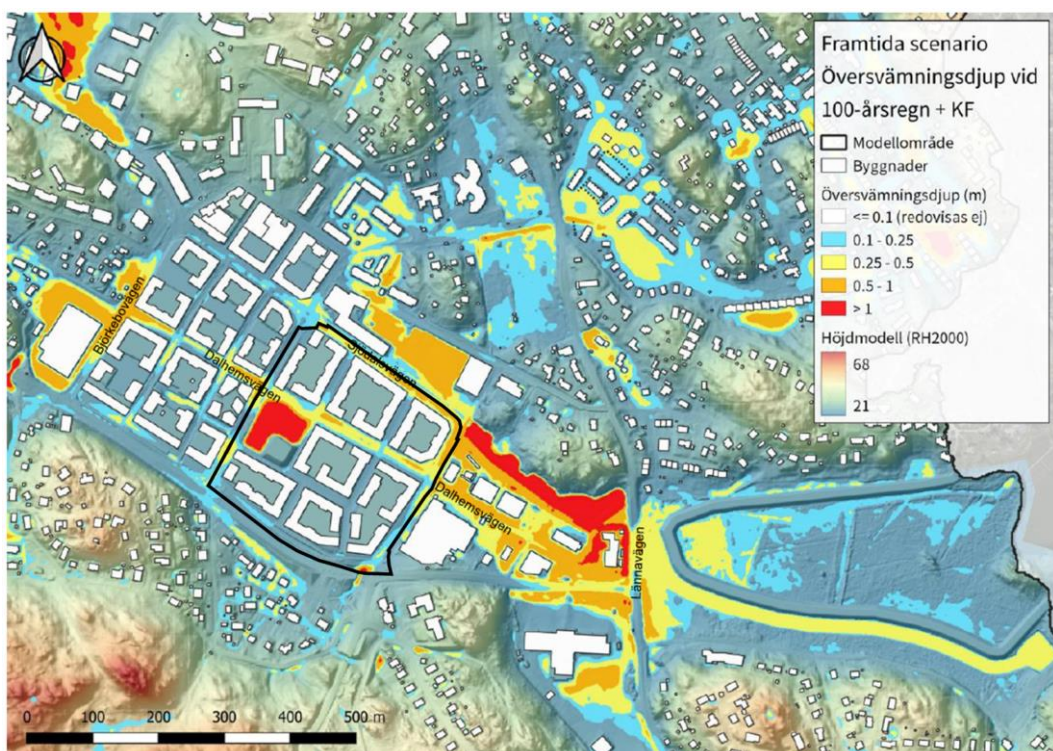 Framtida scenario
Översvämningsdjup vid
100-årsregn + KF
Modellområde
Byggnader
Översvämningsdjup (m)
<= 0.1 (redovisas ej)
0.1 - 0.25
0.25 - 0.5
0.5 - 1
> 1
Höjdmodell (RH2000)
68
21
Björkebovägen
Dalhemsvägen
Sjödalsvägen
Dalhemsvägen
Lännavägen
0 100 200 300 400 500 m